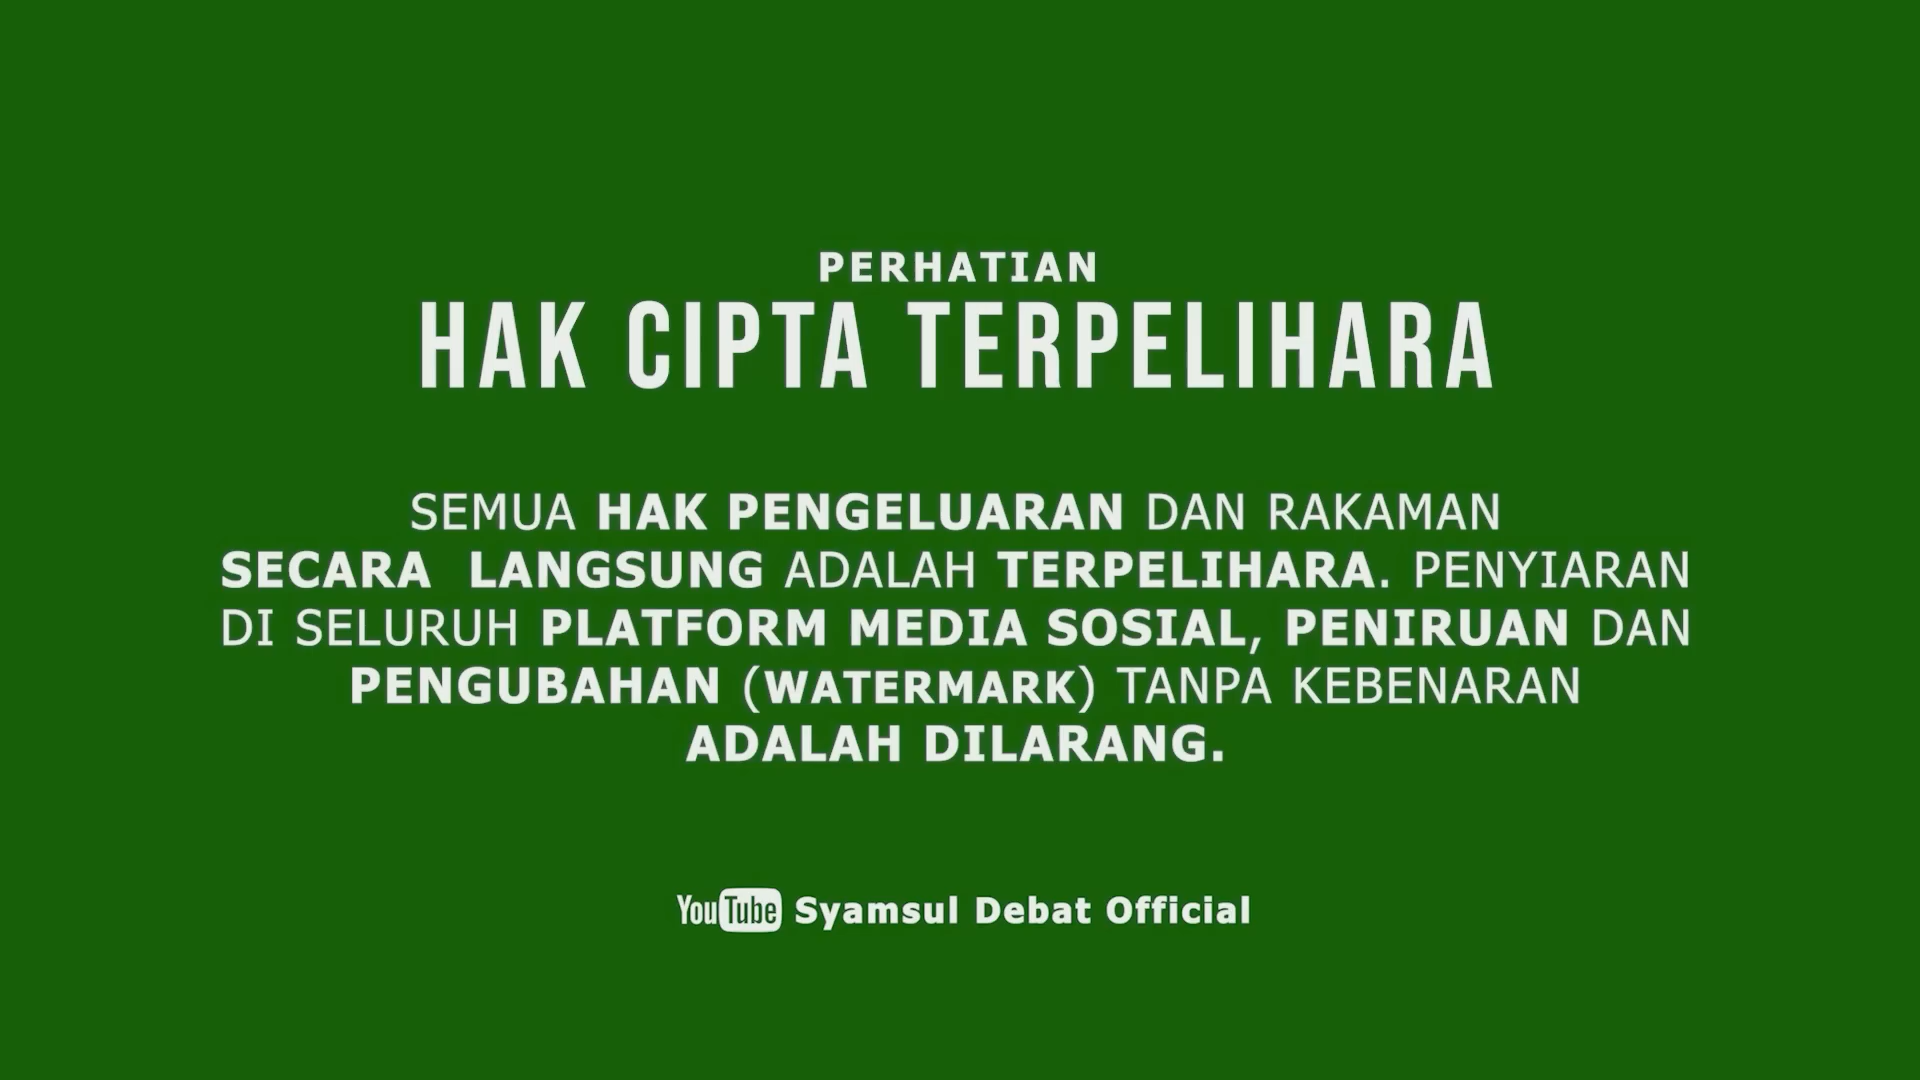 PERHATIAN
HAK CIPTA TERPELIHARA
SEMUA HAK PENGELUARAN DAN RAKAMAN
SECARA LANGSUNG ADALAH TERPELIHARA. PENYIARAN
DI SELURUH PLATFORM MEDIA SOSIAL, PENIRUAN DAN
PENGUBAHAN (WATERMARK) TANPA KEBENARAN
ADALAH DILARANG.
YouTube Syamsul Debat Official